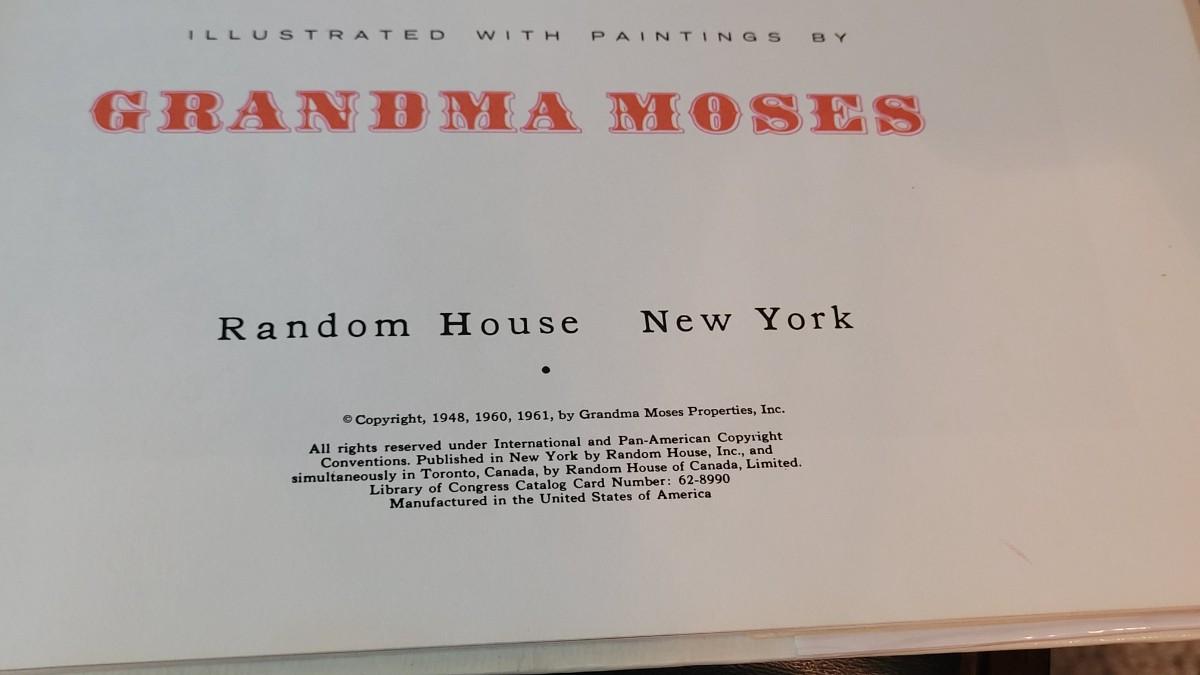 ILLUSTRATED WITH PAINTINGS BY
GRANDMA MOSES
Random House New York
•
© Copyright, 1948, 1960, 1961, by Grandma Moses Properties, Inc.
All rights reserved under International and Pan-American Copyright
Conventions. Published in New York by Random House, Inc., and
simultaneously in Toronto, Canada, by Random House of Canada, Limited.
Library of Congress Catalog Card Number: 62-8990
Manufactured in the United States of America